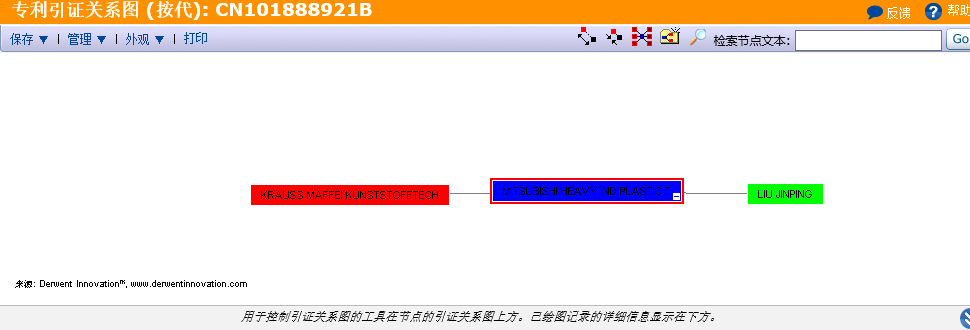 专利引证关系图 (按代): CN101888921B
反馈
帮助
保存 | 管理 | 外观 | 打印
检索节点文本:
Go
KRAUSS MAFFEI KUNSTSTOFFTECH
MITSUBISHI HEAVY IND PLASTIC T
LIU JINPING
来源: Derwent Innovation™, www.derwentinnovation.com
用于控制引证关系图的工具在节点的引证关系图上方。已绘图记录的详细信息显示在下方。